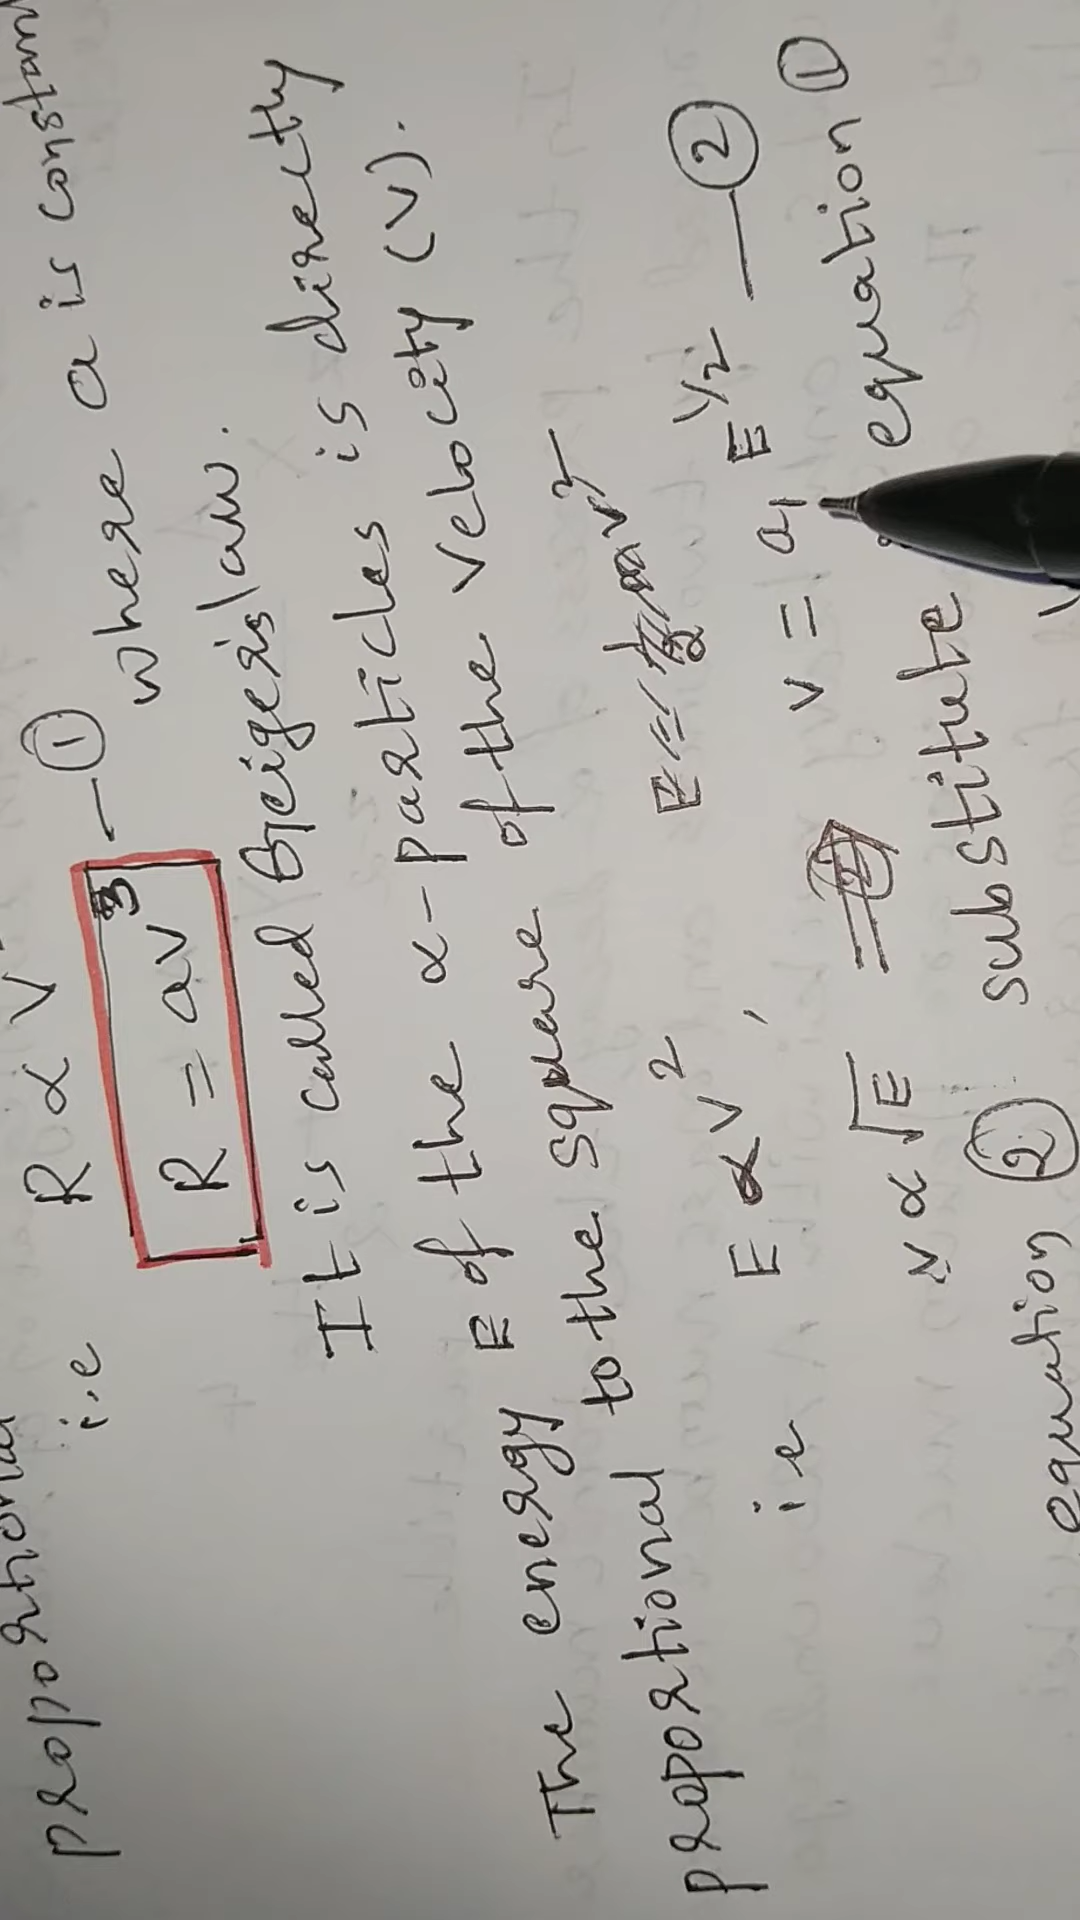 proportional
i.e R α V
R = av³ — ① where a is constant
It is called Geiger's law.
The energy E of the α-particles is directly
proportional to the square of the velocity (V).
i.e E α V², V = a₁ E^1/2 — ②
V α √E
equation ② substitute equation ①